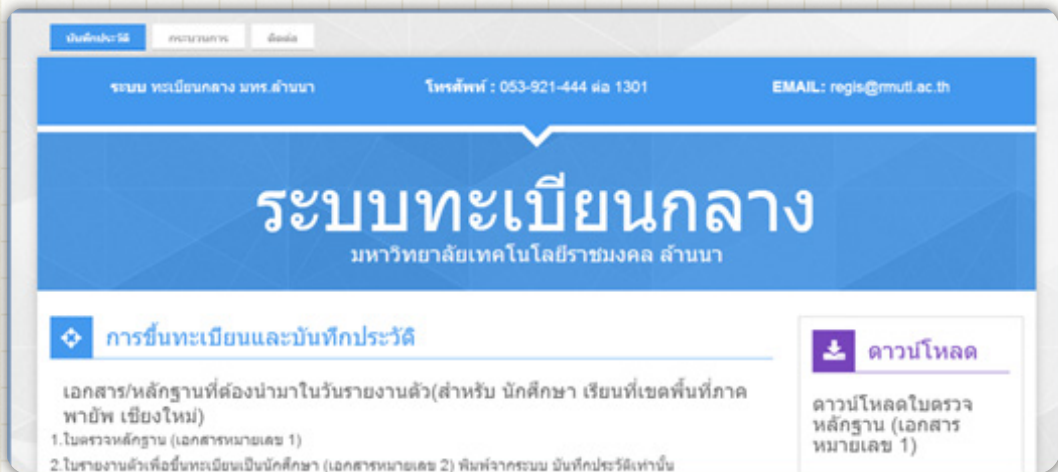 บันทึกประวัติ กระบวนการ ติดต่อ
ระบบ ทะเบียนกลาง มทร.ล้านนา โทรศัพท์ : 053-921-444 ต่อ 1301 EMAIL: regis@rmutl.ac.th
ระบบทะเบียนกลาง
มหาวิทยาลัยเทคโนโลยีราชมงคล ล้านนา
การขึ้นทะเบียนและบันทึกประวัติ
เอกสาร/หลักฐานที่ต้องนำมาในวันรายงานตัว(สำหรับ นักศึกษา เรียนที่เขตพื้นที่ภาค
พายัพ เชียงใหม่)
1.ใบตรวจหลักฐาน (เอกสารหมายเลข 1)
2.ใบรายงานตัวเพื่อขึ้นทะเบียนเป็นนักศึกษา (เอกสารหมายเลข 2) พิมพ์จากระบบ บันทึกประวัติเท่านั้น
ดาวน์โหลด
ดาวน์โหลดใบตรวจ
หลักฐาน (เอกสาร
หมายเลข 1)